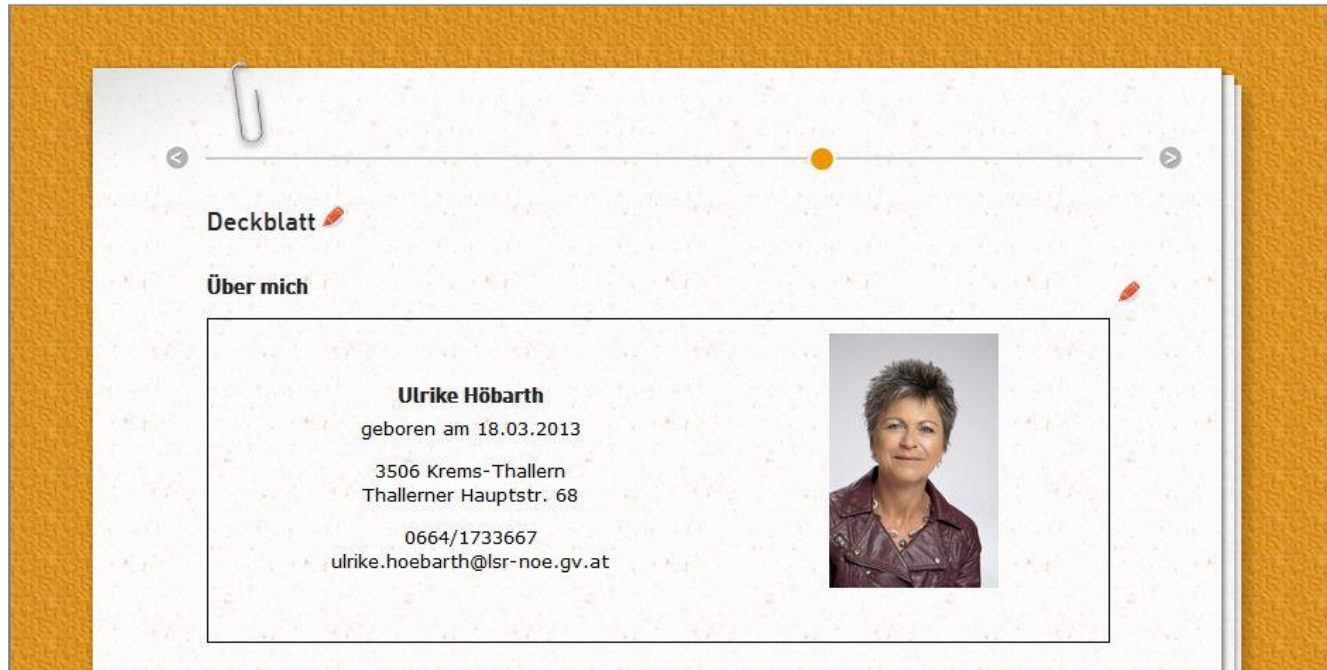 < >
Deckblatt
Über mich
Ulrike Höbarth
geboren am 18.03.2013
3506 Krems-Thallern
Thallerner Hauptstr. 68
0664/1733667
ulrike.hoebarth@lsr-noe.gv.at